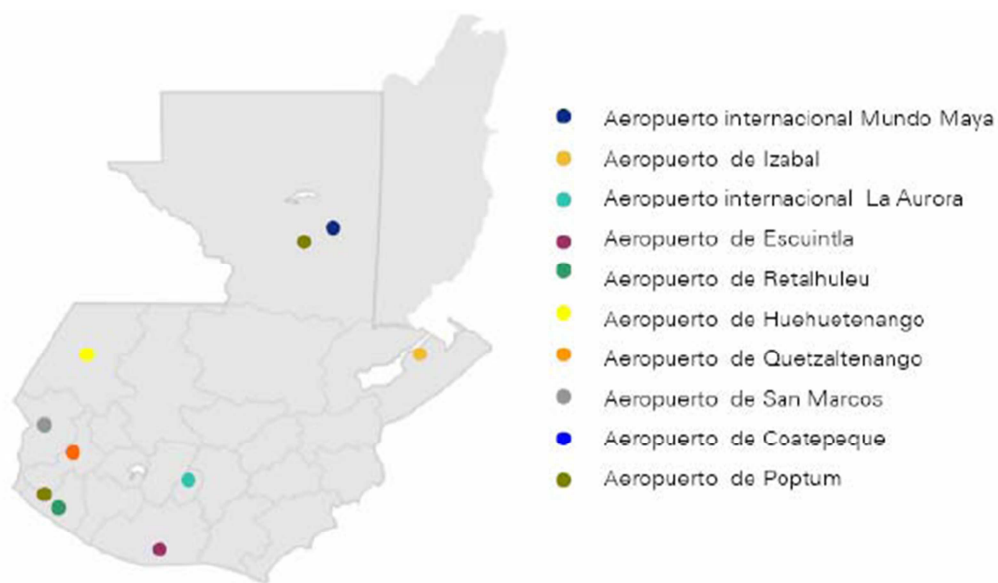 Aeropuerto internacional Mundo Maya
Aeropuerto de Izabal
Aeropuerto internacional La Aurora
Aeropuerto de Escuintla
Aeropuerto de Retalhuleu
Aeropuerto de Huehuetenango
Aeropuerto de Quetzaltenango
Aeropuerto de San Marcos
Aeropuerto de Coatepeque
Aeropuerto de Poptum